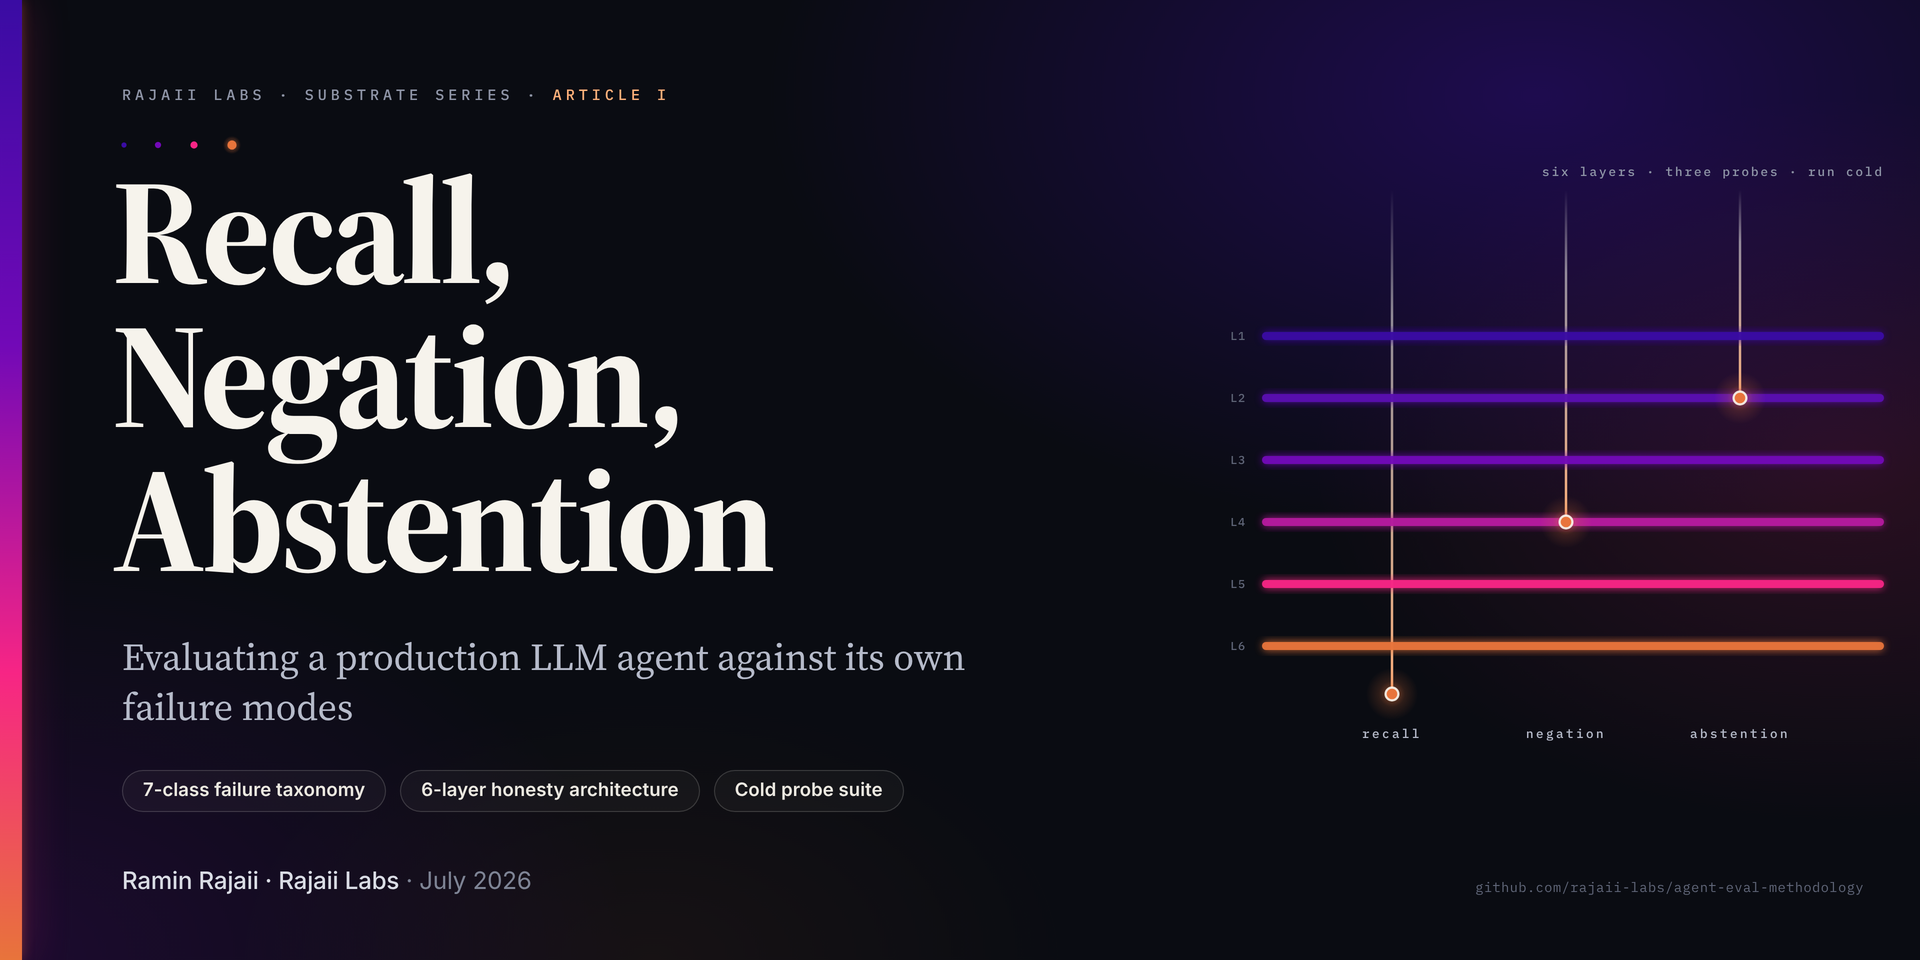 RAJAII LABS · SUBSTRATE SERIES · ARTICLE I
Recall,
Negation,
Abstention
Evaluating a production LLM agent against its own
failure modes
7-class failure taxonomy
6-layer honesty architecture
Cold probe suite
Ramin Rajaii · Rajaii Labs · July 2026
six layers · three probes · run cold
L1
L2
L3
L4
L5
L6
recall
negation
abstention
github.com/rajaii-labs/agent-eval-methodology